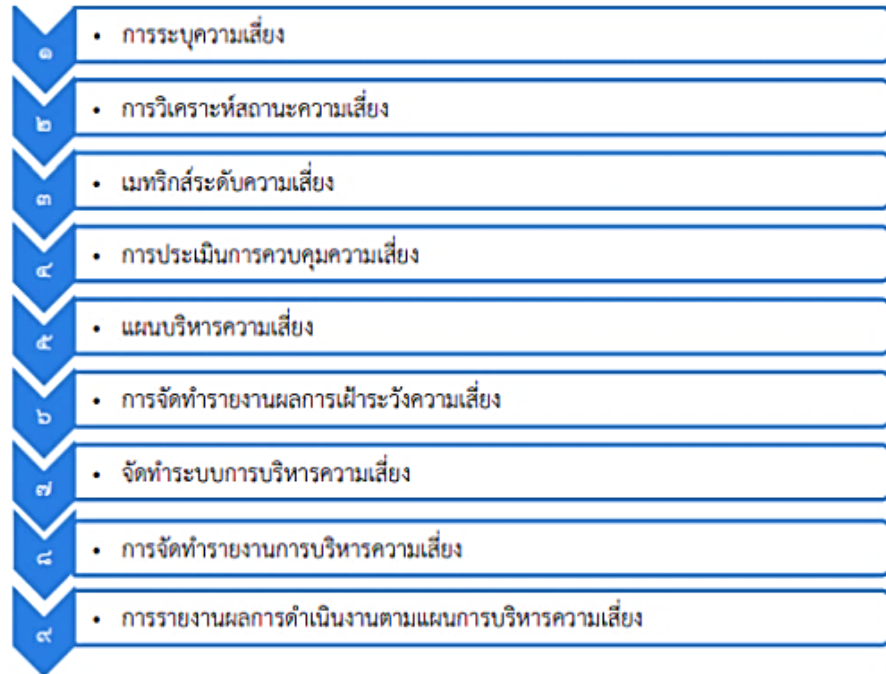 ๑ • การระบุความเสี่ยง
๒ • การวิเคราะห์สถานะความเสี่ยง
๓ • เมทริกส์ระดับความเสี่ยง
๔ • การประเมินการควบคุมความเสี่ยง
๕ • แผนบริหารความเสี่ยง
๖ • การจัดทำรายงานผลการเฝ้าระวังความเสี่ยง
๗ • จัดทำระบบการบริหารความเสี่ยง
๘ • การจัดทำรายงานการบริหารความเสี่ยง
๙ • การรายงานผลการดำเนินงานตามแผนการบริหารความเสี่ยง